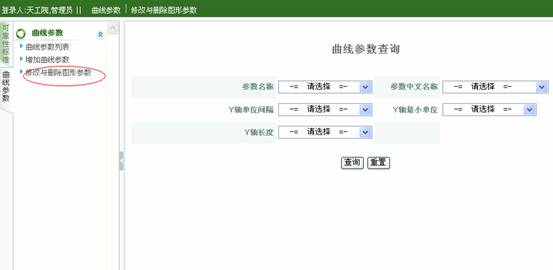 登录人:天工院,管理员 || 曲线参数 | 修改与删除图形参数
可靠性标准
曲线参数
曲线参数
曲线参数列表
增加曲线参数
修改与删除图形参数
曲线参数查询
参数名称 -= 请选择 =- 参数中文名称 -= 请选择 =-
Y轴单位间隔 -= 请选择 =- Y轴最小单位 -= 请选择 =-
Y轴长度 -= 请选择 =-
查询 重置